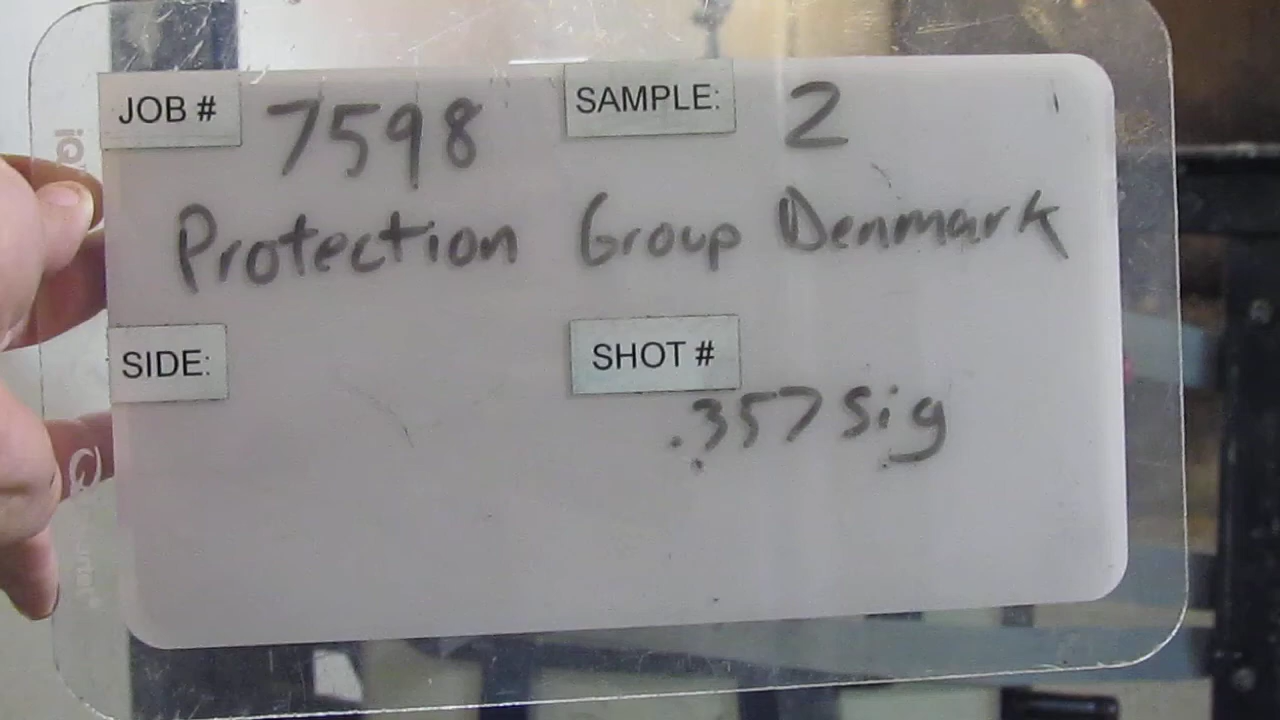 JOB # 7598 SAMPLE: 2
Protection Group Denmark
SIDE: SHOT #
.357 Sig